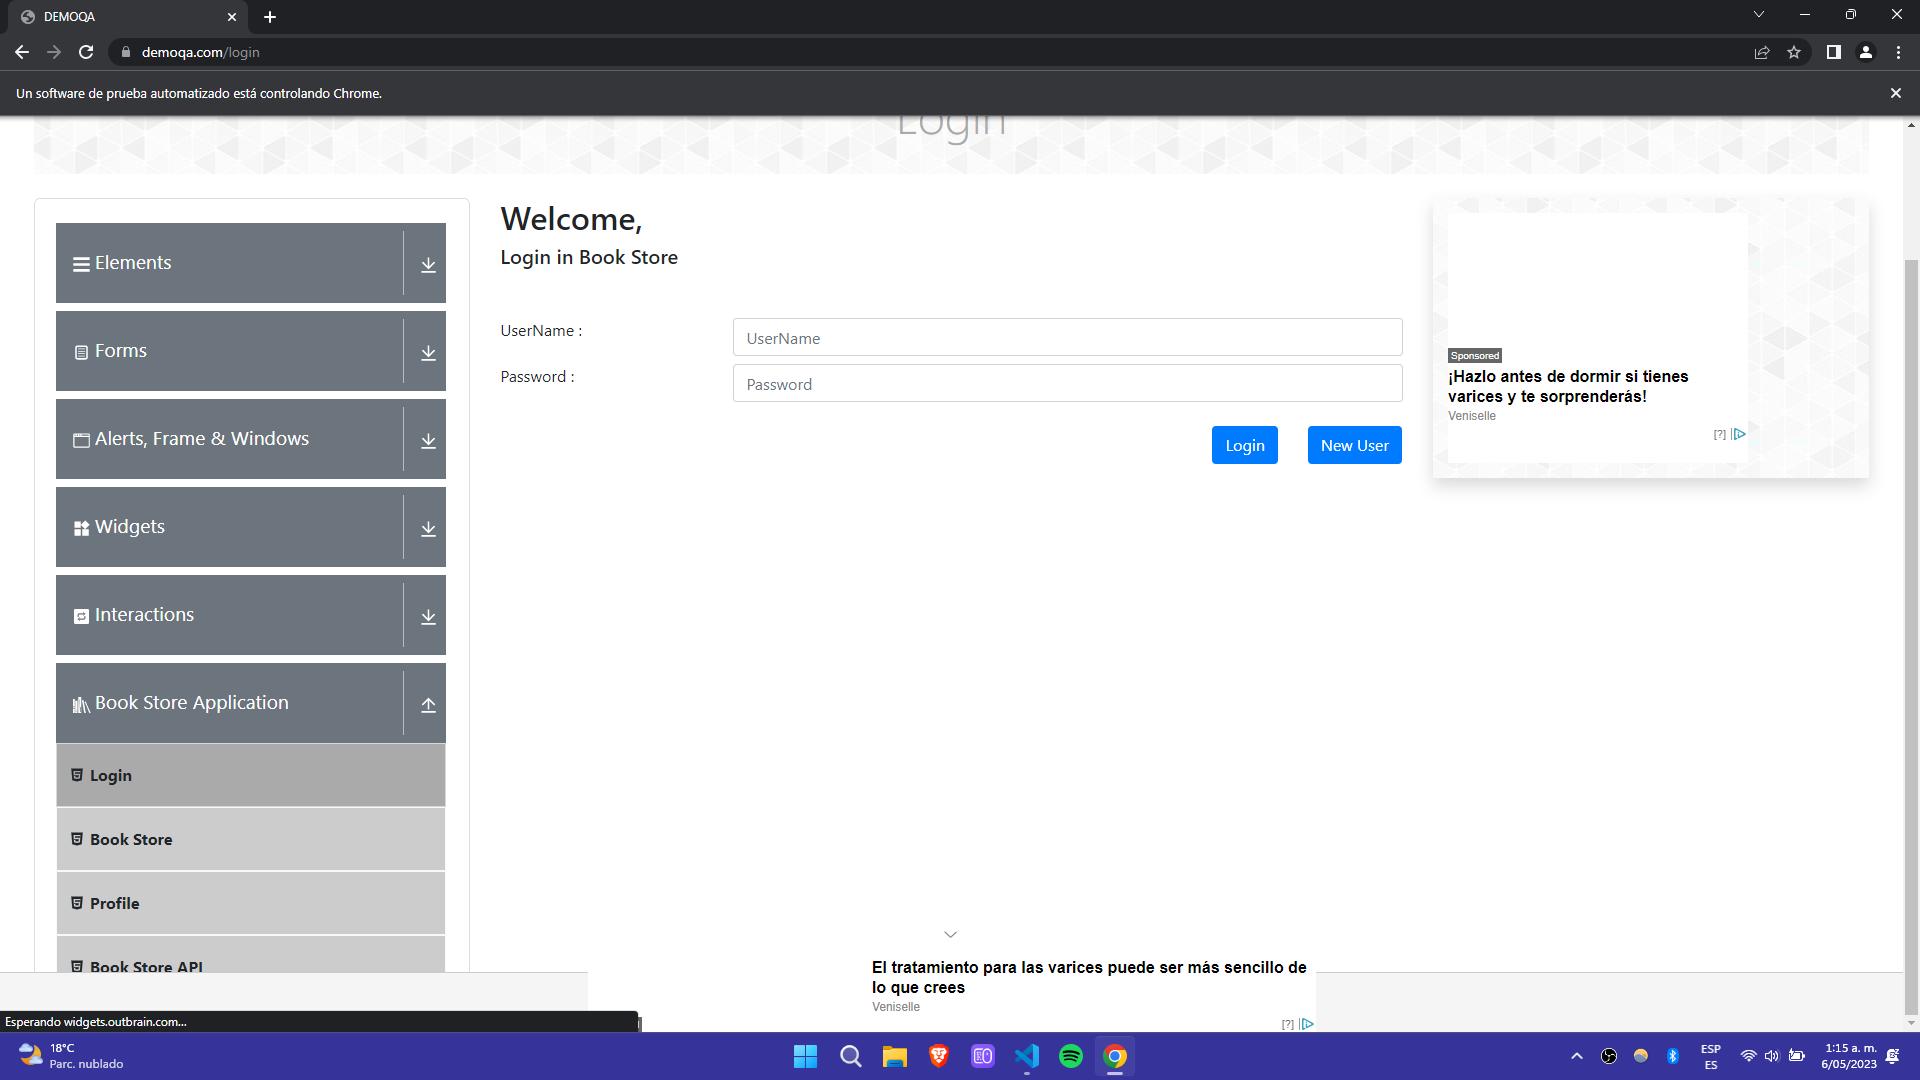 DEMOQA
demoqa.com/login
Un software de prueba automatizado está controlando Chrome.
Login
Elements
Forms
Alerts, Frame & Windows
Widgets
Interactions
Book Store Application
Login
Book Store
Profile
Book Store API
Welcome,
Login in Book Store
UserName :
UserName
Password :
Password
Login
New User
Sponsored
¡Hazlo antes de dormir si tienes
varices y te sorprenderás!
Veniselle
[?]
El tratamiento para las varices puede ser más sencillo de
lo que crees
Veniselle
[?]
Esperando widgets.outbrain.com...
18°C
Parc. nublado
ESP
ES
1:15 a. m.
6/05/2023